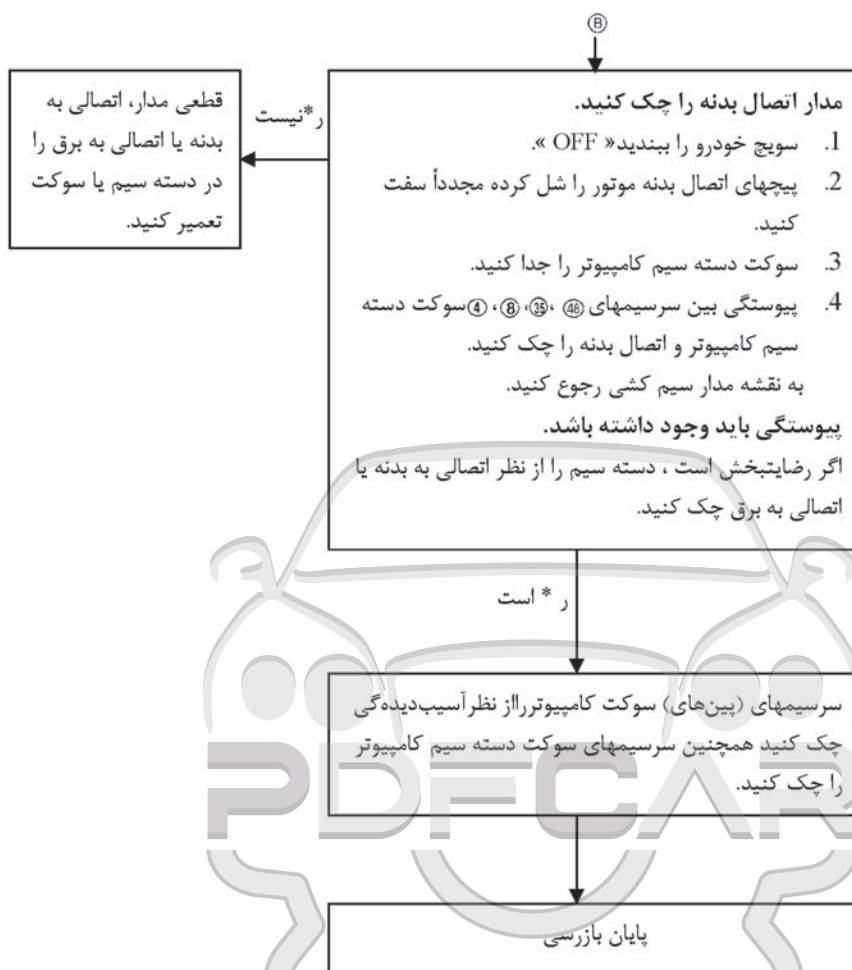 Ⓑ
مدار اتصال بدنه را چک کنید.
1. سویچ خودرو را ببندید« OFF ».
2. پیچهای اتصال بدنه موتور را شل کرده مجدداً سفت
کنید.
3. سوکت دسته سیم کامپیوتر را جدا کنید.
4. پیوستگی بین سرسیمهای ㊽ ،㉟، ⑧، ④سوکت دسته
سیم کامپیوتر و اتصال بدنه را چک کنید.
به نقشه مدار سیم کشی رجوع کنید.
پیوستگی باید وجود داشته باشد.
اگر رضایتبخش است ، دسته سیم را از نظر اتصالی به بدنه یا
اتصالی به برق چک کنید.
ر*نیست
قطعی مدار، اتصالی به
بدنه یا اتصالی به برق را
در دسته سیم یا سوکت
تعمیر کنید.
ر * است
سرسیمهای (پین‌های) سوکت کامپیوتررااز نظرآسیب‌دیده‌گی
چک کنید همچنین سرسیمهای سوکت دسته سیم کامپیوتر
را چک کنید.
پایان بازرسی
PDFCAR